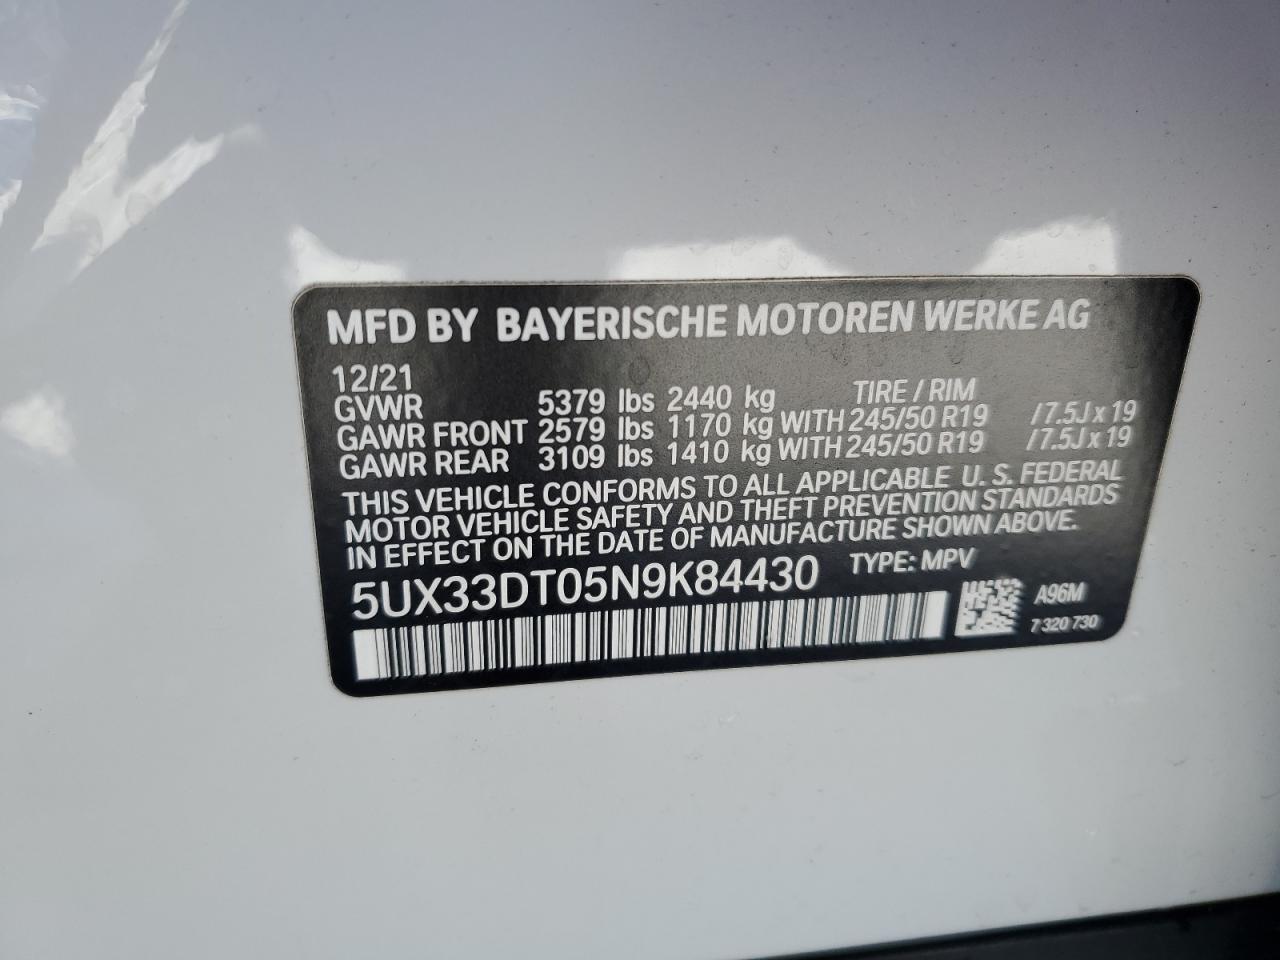 MFD BY BAYERISCHE MOTOREN WERKE AG
12/21
TIRE / RIM
GVWR 5379 lbs 2440 kg
GAWR FRONT 2579 lbs 1170 kg WITH 245/50 R19 /7.5J x 19
GAWR REAR 3109 lbs 1410 kg WITH 245/50 R19 /7.5J x 19
THIS VEHICLE CONFORMS TO ALL APPLICABLE U. S. FEDERAL
MOTOR VEHICLE SAFETY AND THEFT PREVENTION STANDARDS
IN EFFECT ON THE DATE OF MANUFACTURE SHOWN ABOVE.
5UX33DT05N9K84430 TYPE: MPV
A96M
7 320 730